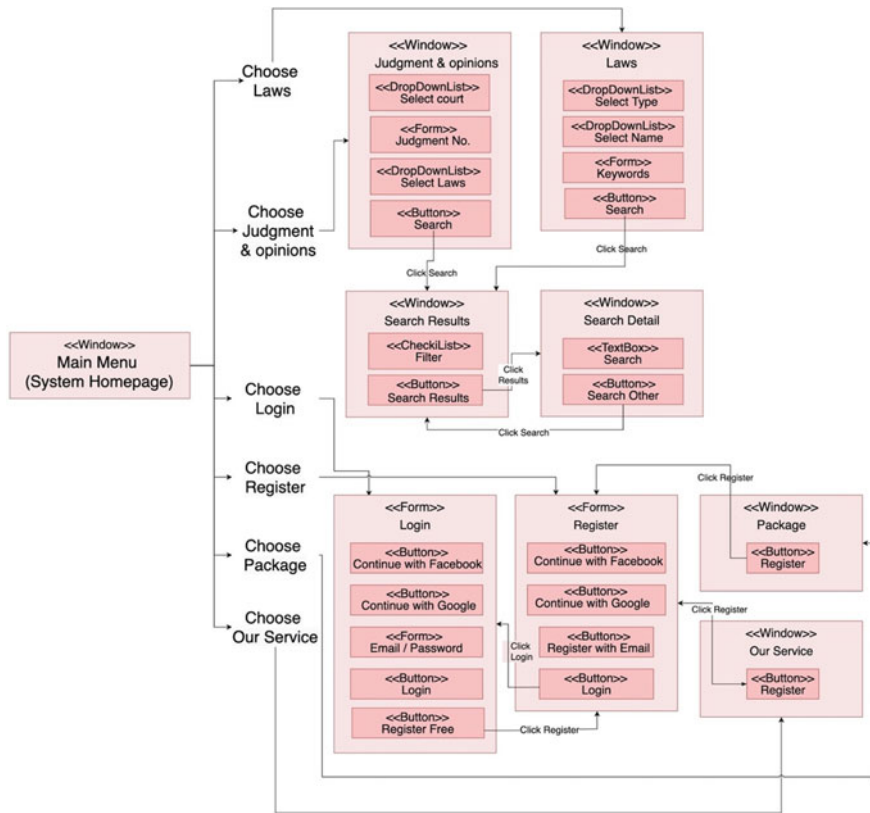 Choose
Laws
Choose
Judgment
& opinions
<<Window>>
Main Menu
(System Homepage)
Choose
Login
Choose
Register
Choose
Package
Choose
Our Service
<<Window>>
Judgment & opinions
<<DropDownList>>
Select court
<<Form>>
Judgment No.
<<DropDownList>>
Select Laws
<<Button>>
Search
Click Search
<<Window>>
Laws
<<DropDownList>>
Select Type
<<DropDownList>>
Select Name
<<Form>>
Keywords
<<Button>>
Search
Click Search
<<Window>>
Search Results
<<CheckiList>>
Filter
<<Button>>
Search Results
Click
Results
<<Window>>
Search Detail
<<TextBox>>
Search
<<Button>>
Search Other
Click Search
<<Form>>
Login
<<Button>>
Continue with Facebook
<<Button>>
Continue with Google
<<Form>>
Email / Password
<<Button>>
Login
<<Button>>
Register Free
Click Register
Click
Login
<<Form>>
Register
<<Button>>
Continue with Facebook
<<Button>>
Continue with Google
<<Button>>
Register with Email
<<Button>>
Login
Click Register
<<Window>>
Package
<<Button>>
Register
Click Register
<<Window>>
Our Service
<<Button>>
Register